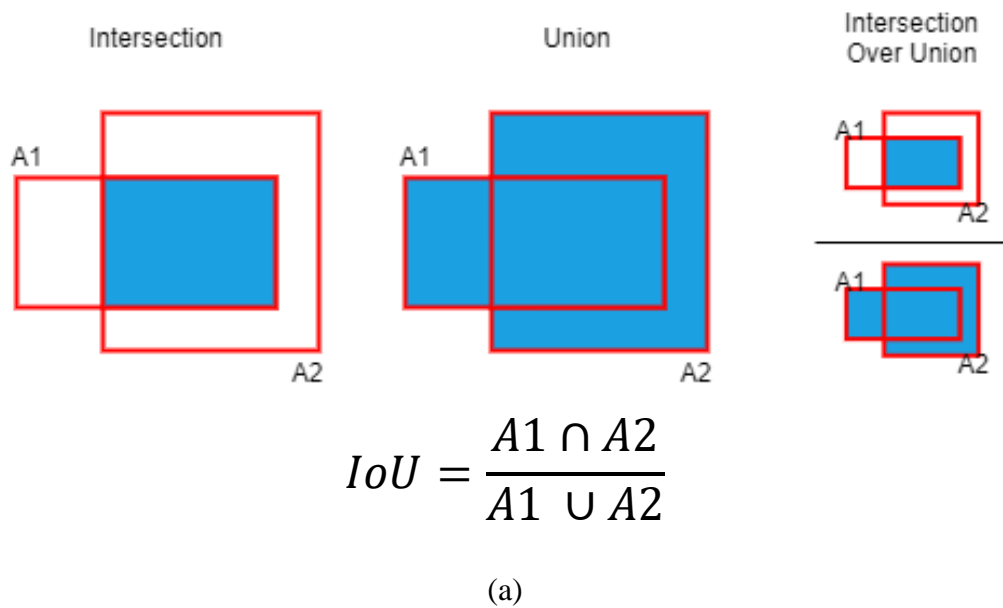 Intersection
A1
A2
Union
A1
A2
Intersection
Over Union
A1
A2
A1
A2
IoU = A1 ∩ A2 / A1 ∪ A2
(a)